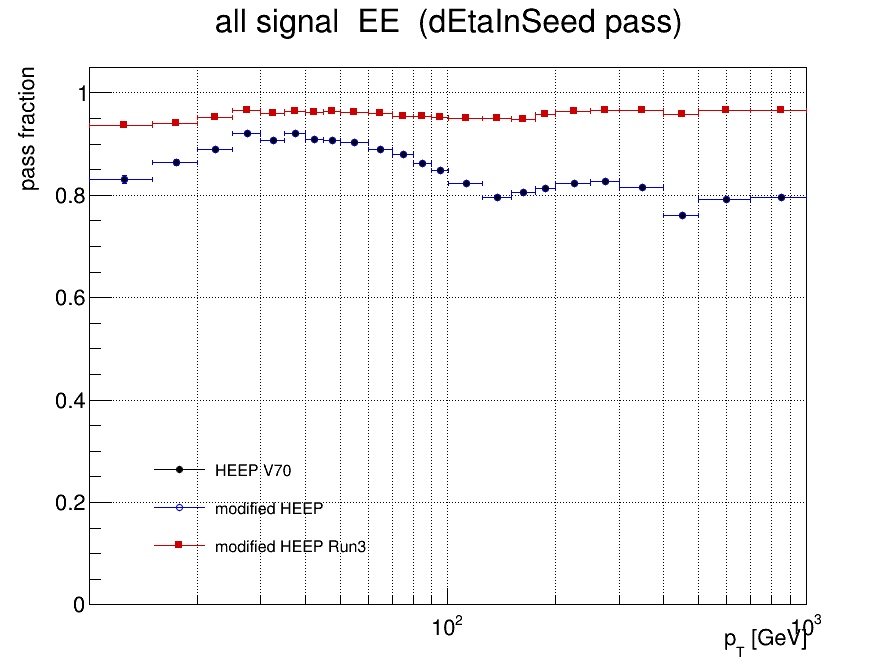 all signal EE (dEtaInSeed pass)
pass fraction
1
0.8
0.6
0.4
0.2
0
HEEP V70
modified HEEP
modified HEEP Run3
10²
10³
p_T [GeV]